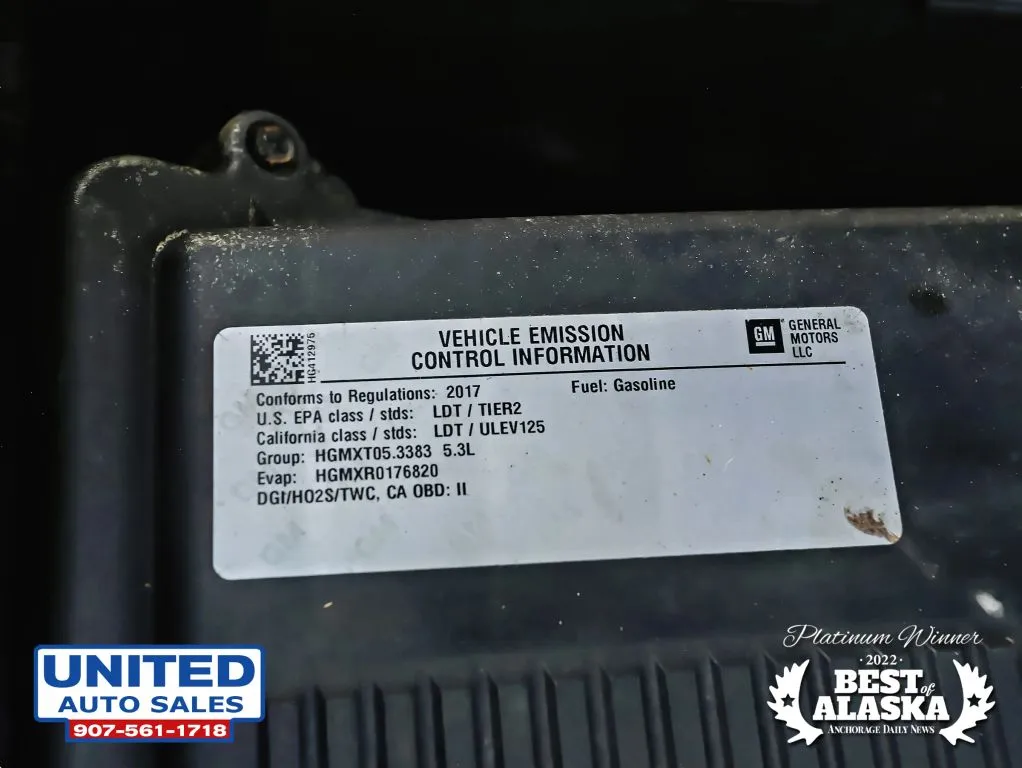 HG412975
VEHICLE EMISSION
CONTROL INFORMATION
GM
GENERAL
MOTORS
LLC
Conforms to Regulations: 2017
Fuel: Gasoline
U.S. EPA class / stds: LDT / TIER2
California class / stds: LDT / ULEV125
Group: HGMXT05.3383 5.3L
Evap: HGMXR0176820
DGI/HO2S/TWC, CA OBD: II
GM GM
UNITED
AUTO SALES
907-561-1718
Platinum Winner
·2022·
BEST of
ALASKA
ANCHORAGE DAILY NEWS